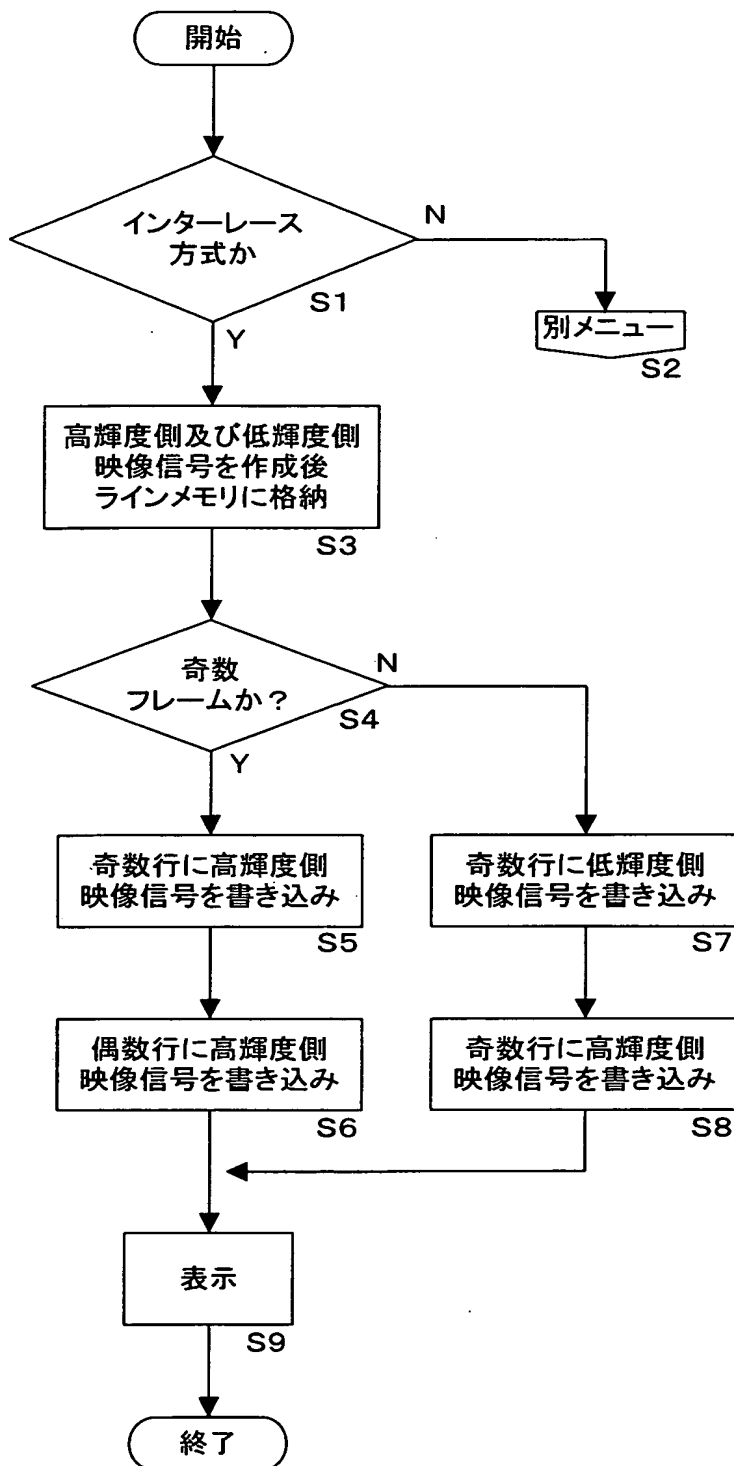 開始
インターレース
方式か
N
S1
Y
別メニュー
S2
高輝度側及び低輝度側
映像信号を作成後
ラインメモリに格納
S3
奇数
フレームか?
N
S4
Y
奇数行に高輝度側
映像信号を書き込み
S5
奇数行に低輝度側
映像信号を書き込み
S7
偶数行に高輝度側
映像信号を書き込み
S6
奇数行に高輝度側
映像信号を書き込み
S8
表示
S9
終了